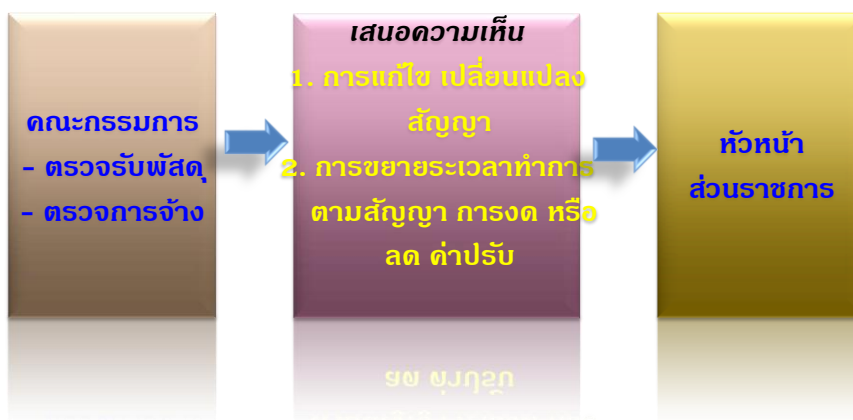 คณะกรรมการ
- ตรวจรับพัสดุ
- ตรวจการจ้าง
เสนอความเห็น
1. การแก้ไข เปลี่ยนแปลง
สัญญา
2. การขยายระเวลาทำการ
ตามสัญญา การงด หรือ
ลด ค่าปรับ
หัวหน้า
ส่วนราชการ